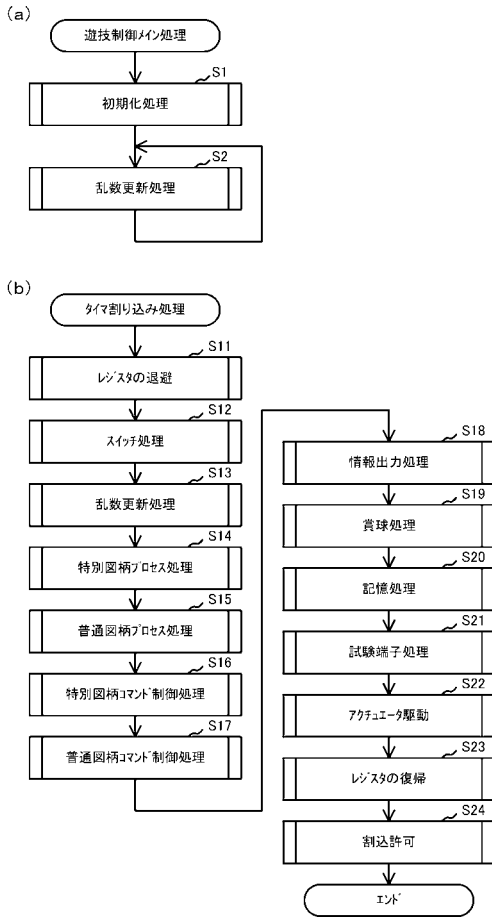 (a)
遊技制御メイン処理
S1
初期化処理
S2
乱数更新処理
(b)
タイマ割り込み処理
S11
レジスタの退避
S12
スイッチ処理
S13
乱数更新処理
S14
特別図柄プロセス処理
S15
普通図柄プロセス処理
S16
特別図柄コマンド制御処理
S17
普通図柄コマンド制御処理
S18
情報出力処理
S19
賞球処理
S20
記憶処理
S21
試験端子処理
S22
アクチュエータ駆動
S23
レジスタの復帰
S24
割込許可
エンド